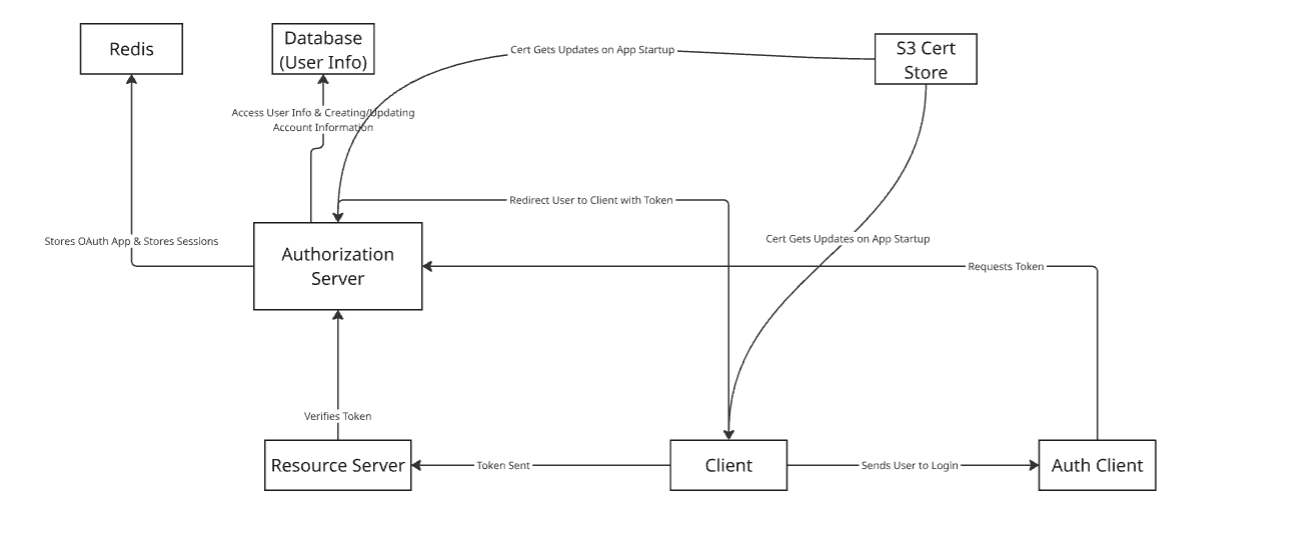 Redis
Database
(User Info)
Cert Gets Updates on App Startup
S3 Cert
Store
Access User Info & Creating/Updating
Account Information
Redirect User to Client with Token
Stores OAuth App & Stores Sessions
Authorization
Server
Cert Gets Updates on App Startup
Requests Token
Verifies Token
Resource Server
Token Sent
Client
Sends User to Login
Auth Client